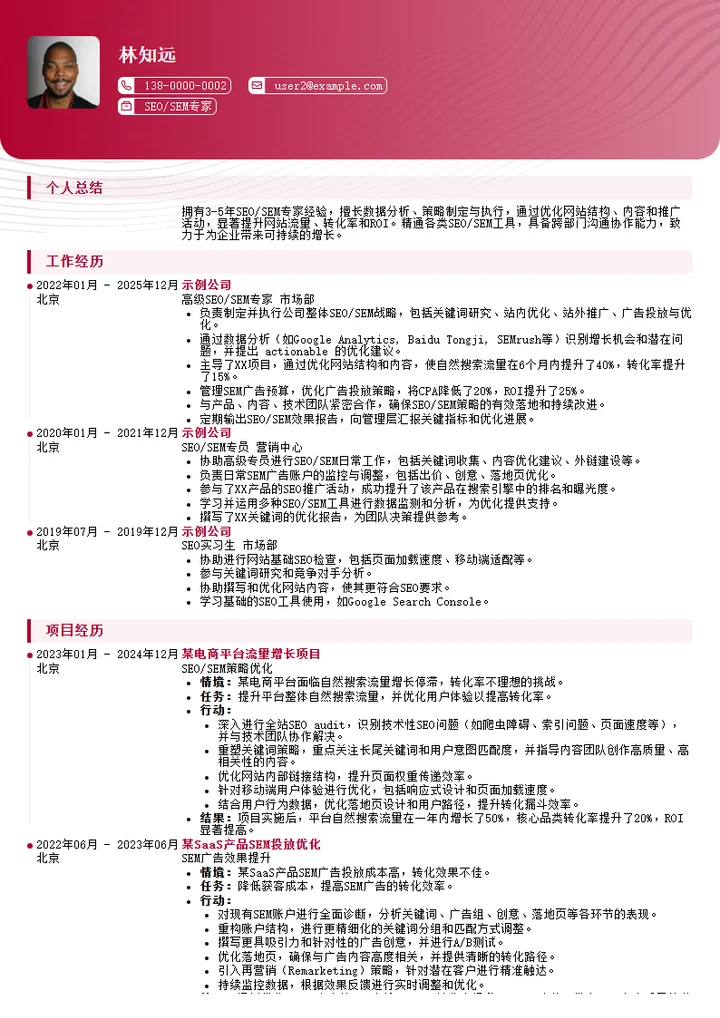 林知远
138-0000-0002
user2@example.com
SEO/SEM专家
个人总结
拥有3-5年SEO/SEM专家经验，擅长数据分析、策略制定与执行，通过优化网站结构、内容和推广
活动，显著提升网站流量、转化率和ROI。精通各类SEO/SEM工具，具备跨部门沟通协作能力，致
力于为企业带来可持续的增长。
工作经历
2022年01月 - 2025年12月 示例公司
北京
高级SEO/SEM专家 市场部
• 负责制定并执行公司整体SEO/SEM战略，包括关键词研究、站内优化、站外推广、广告投放与优
化。
• 通过数据分析（如Google Analytics, Baidu Tongji, SEMrush等）识别增长机会和潜在问
题，并提出 actionable 的优化建议。
• 主导了XX项目，通过优化网站结构和内容，使自然搜索流量在6个月内提升了40%，转化率提升
了15%。
• 管理SEM广告预算，优化广告投放策略，将CPA降低了20%，ROI提升了25%。
• 与产品、内容、技术团队紧密合作，确保SEO/SEM策略的有效落地和持续改进。
• 定期输出SEO/SEM效果报告，向管理层汇报关键指标和优化进展。
2020年01月 - 2021年12月 示例公司
北京
SEO/SEM专员 营销中心
• 协助高级专员进行SEO/SEM日常工作，包括关键词收集、内容优化建议、外链建设等。
• 负责日常SEM广告账户的监控与调整，包括出价、创意、落地页优化。
• 参与了XX产品的SEO推广活动，成功提升了该产品在搜索引擎中的排名和曝光度。
• 学习并运用多种SEO/SEM工具进行数据监测和分析，为优化提供支持。
• 撰写了XX关键词的优化报告，为团队决策提供参考。
2019年07月 - 2019年12月 示例公司
北京
SEO实习生 市场部
• 协助进行网站基础SEO检查，包括页面加载速度、移动端适配等。
• 参与关键词研究和竞争对手分析。
• 协助撰写和优化网站内容，使其更符合SEO要求。
• 学习基础的SEO工具使用，如Google Search Console。
项目经历
2023年01月 - 2024年12月 某电商平台流量增长项目
北京
SEO/SEM策略优化
• 情境：某电商平台面临自然搜索流量增长停滞，转化率不理想的挑战。
• 任务：提升平台整体自然搜索流量，并优化用户体验以提高转化率。
• 行动：
• 深入进行全站SEO audit，识别技术性SEO问题（如爬虫障碍、索引问题、页面速度等），
并与技术团队协作解决。
• 重塑关键词策略，重点关注长尾关键词和用户意图匹配度，并指导内容团队创作高质量、高
相关性的内容。
• 优化网站内部链接结构，提升页面权重传递效率。
• 针对移动端用户体验进行优化，包括响应式设计和页面加载速度。
• 结合用户行为数据，优化落地页设计和用户路径，提升转化漏斗效率。
• 结果：项目实施后，平台自然搜索流量在一年内增长了50%，核心品类转化率提升了20%，ROI
显著提高。
2022年06月 - 2023年06月 某SaaS产品SEM投放优化
北京
SEM广告效果提升
• 情境：某SaaS产品SEM广告投放成本高，转化效果不佳。
• 任务：降低获客成本，提高SEM广告的转化效率。
• 行动：
• 对现有SEM账户进行全面诊断，分析关键词、广告组、创意、落地页等各环节的表现。
• 重构账户结构，进行更精细化的关键词分组和匹配方式调整。
• 撰写更具吸引力和针对性的广告创意，并进行A/B测试。
• 优化落地页，确保与广告内容高度相关，并提供清晰的转化路径。
• 引入再营销（Remarketing）策略，针对潜在客户进行精准触达。
• 持续监控数据，根据效果反馈进行实时调整和优化。